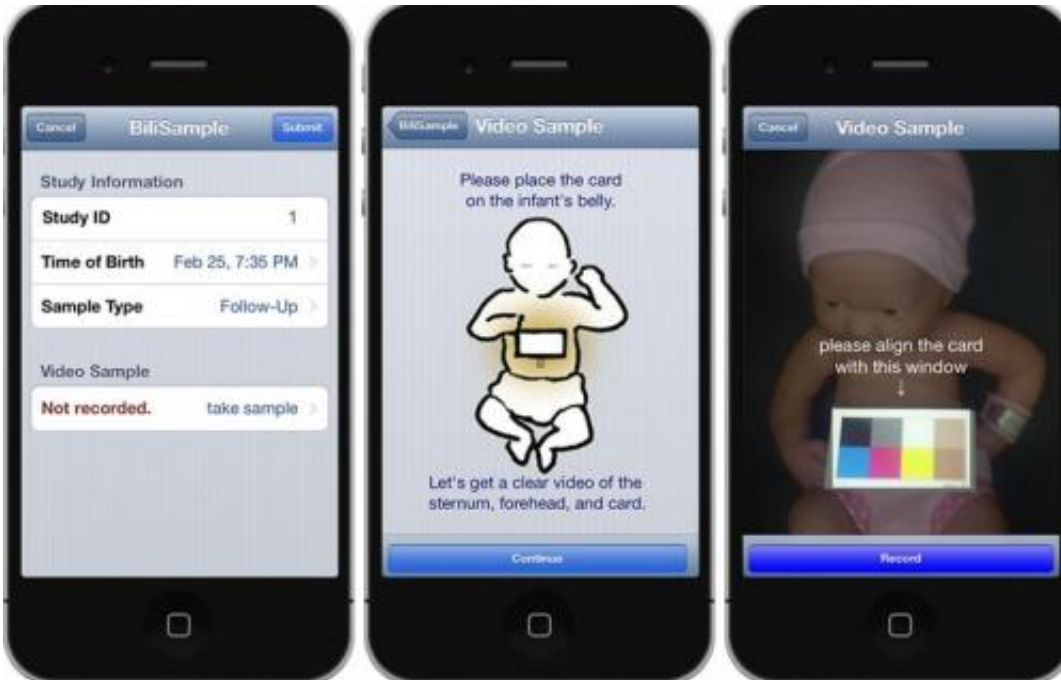 Cancel BiliSample Submit
Study Information
Study ID 1
Time of Birth Feb 25, 7:35 PM
Sample Type Follow-Up
Video Sample
Not recorded. take sample
BiliSample Video Sample
Please place the card
on the infant's belly.
Let's get a clear video of the
sternum, forehead, and card.
Continue
Cancel Video Sample
please align the card
with this window
Record